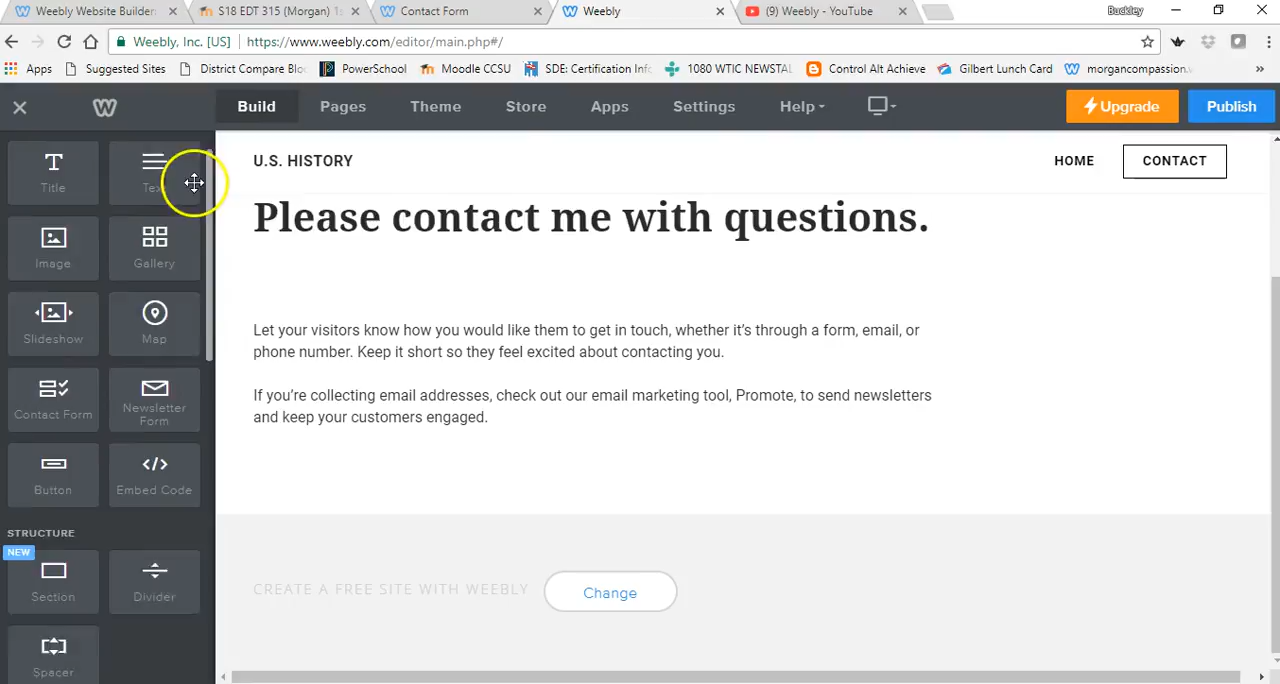 Weebly Website Builder
S18 EDT 315 (Morgan) 1s
Contact Form
Weebly
(9) Weebly - YouTube
Buckley
Weebly, Inc. [US]
https://www.weebly.com/editor/main.php#/
Apps
Suggested Sites
District Compare Blo
PowerSchool
Moodle CCSU
SDE: Certification Info
1080 WTIC NEWSTAL
Control Alt Achieve
Gilbert Lunch Card
morgancompassion.w
»
Build
Pages
Theme
Store
Apps
Settings
Help
Upgrade
Publish
Title
Text
Image
Gallery
Slideshow
Map
Contact Form
Newsletter
Form
Button
Embed Code
STRUCTURE
NEW
Section
Divider
Spacer
U.S. HISTORY
HOME
CONTACT
Please contact me with questions.
Let your visitors know how you would like them to get in touch, whether it's through a form, email, or
phone number. Keep it short so they feel excited about contacting you.
If you're collecting email addresses, check out our email marketing tool, Promote, to send newsletters
and keep your customers engaged.
CREATE A FREE SITE WITH WEEBLY
Change